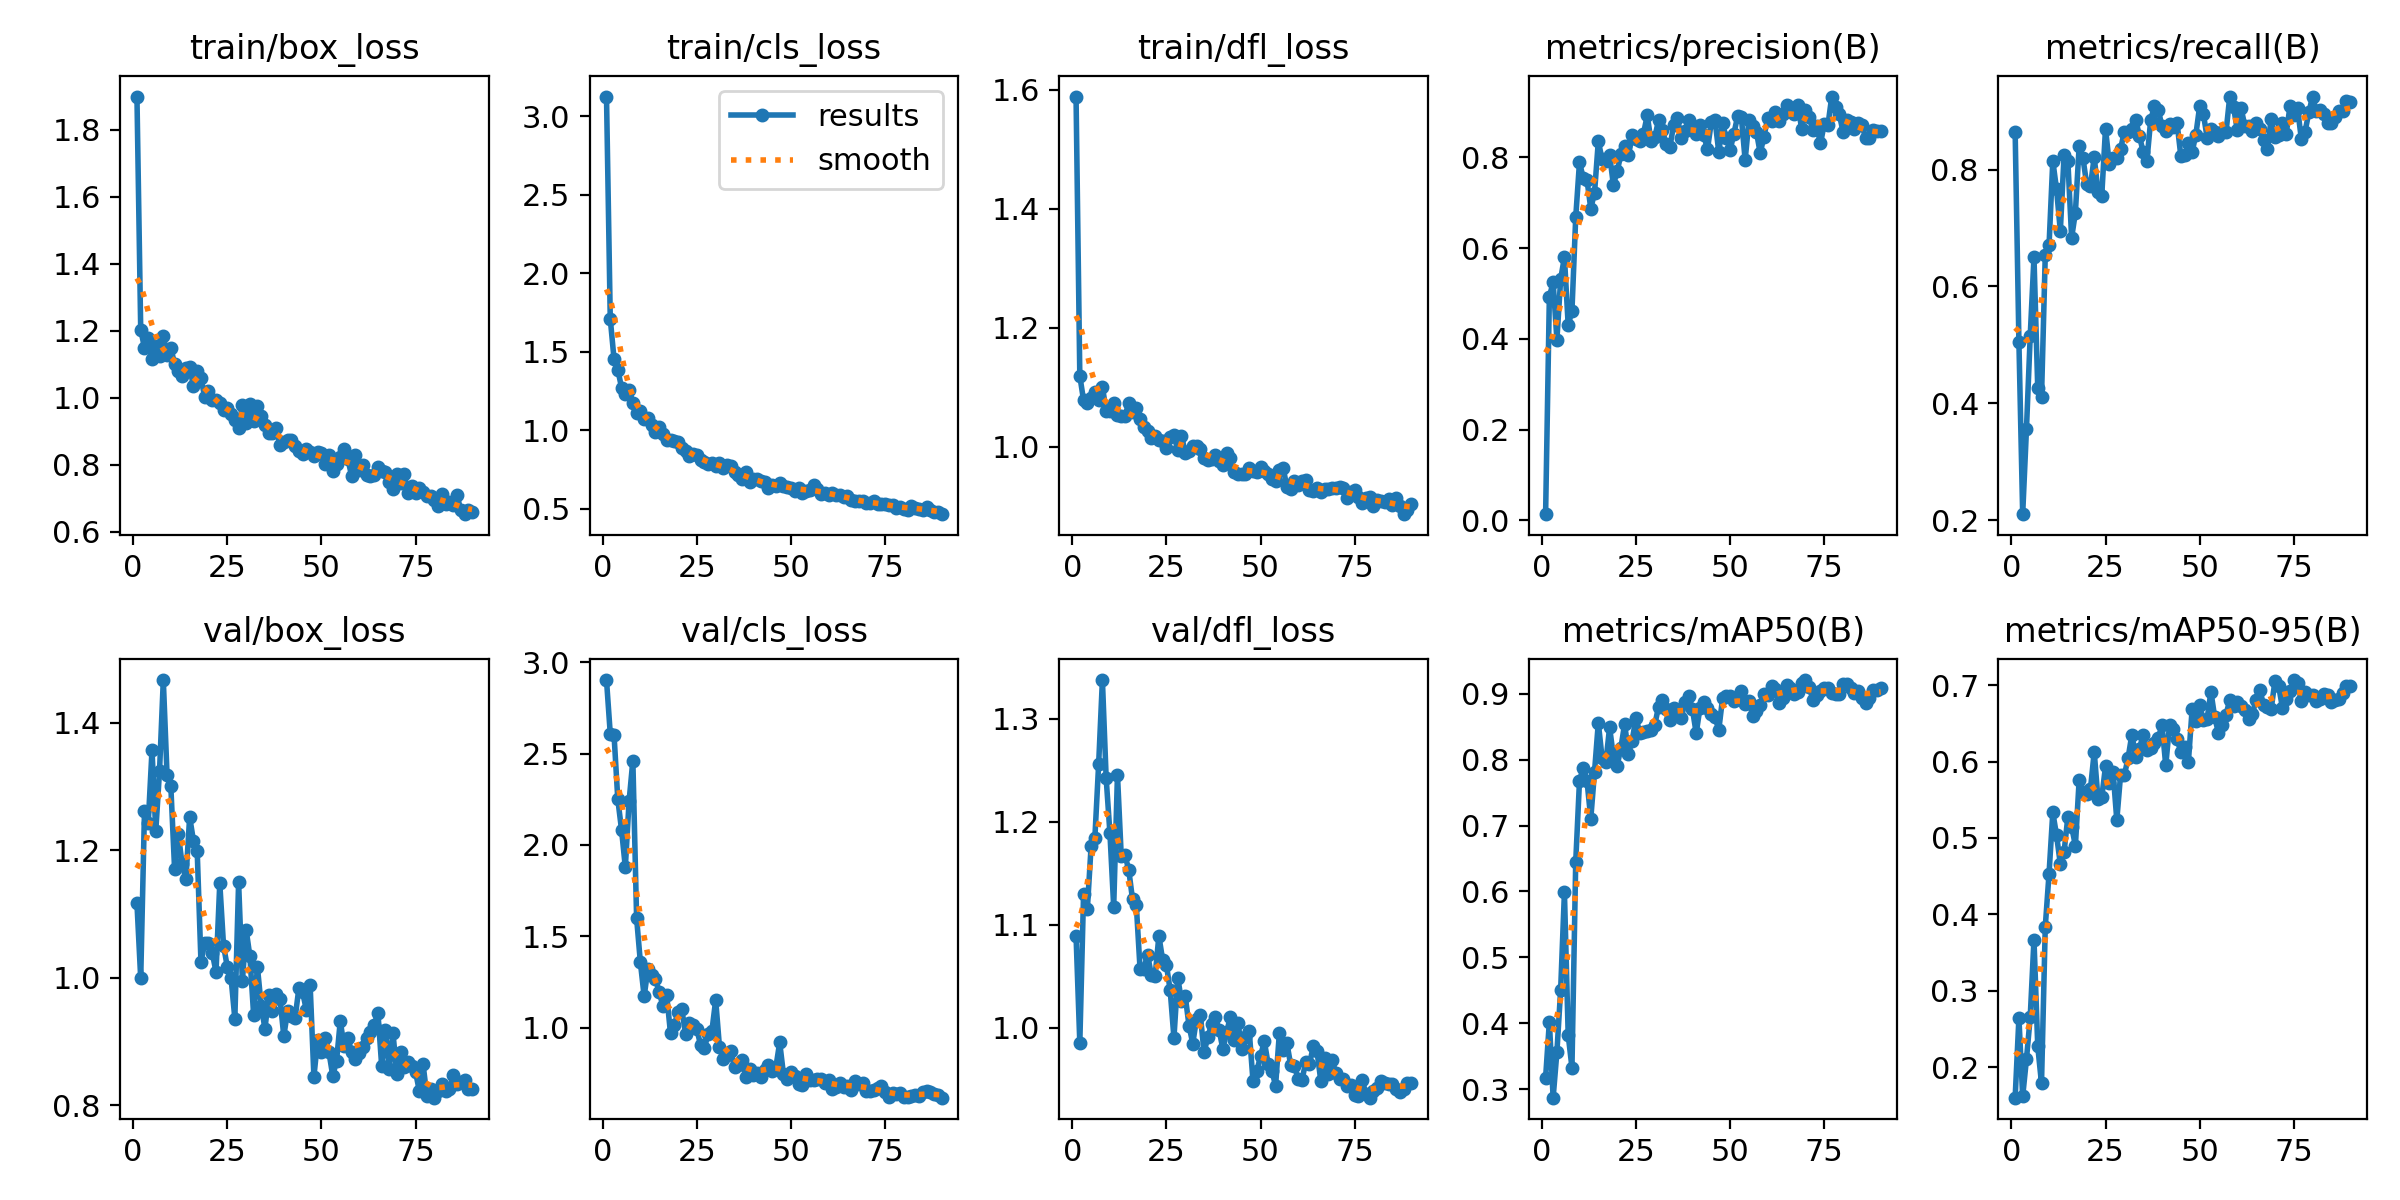 train/box_loss
1.8
1.6
1.4
1.2
1.0
0.8
0.6
0 25 50 75
train/cls_loss
results
smooth
3.0
2.5
2.0
1.5
1.0
0.5
0 25 50 75
train/dfl_loss
1.6
1.4
1.2
1.0
0 25 50 75
metrics/precision(B)
0.8
0.6
0.4
0.2
0.0
0 25 50 75
metrics/recall(B)
0.8
0.6
0.4
0.2
0 25 50 75
val/box_loss
1.4
1.2
1.0
0.8
0 25 50 75
val/cls_loss
3.0
2.5
2.0
1.5
1.0
0 25 50 75
val/dfl_loss
1.3
1.2
1.1
1.0
0 25 50 75
metrics/mAP50(B)
0.9
0.8
0.7
0.6
0.5
0.4
0.3
0 25 50 75
metrics/mAP50-95(B)
0.7
0.6
0.5
0.4
0.3
0.2
0 25 50 75